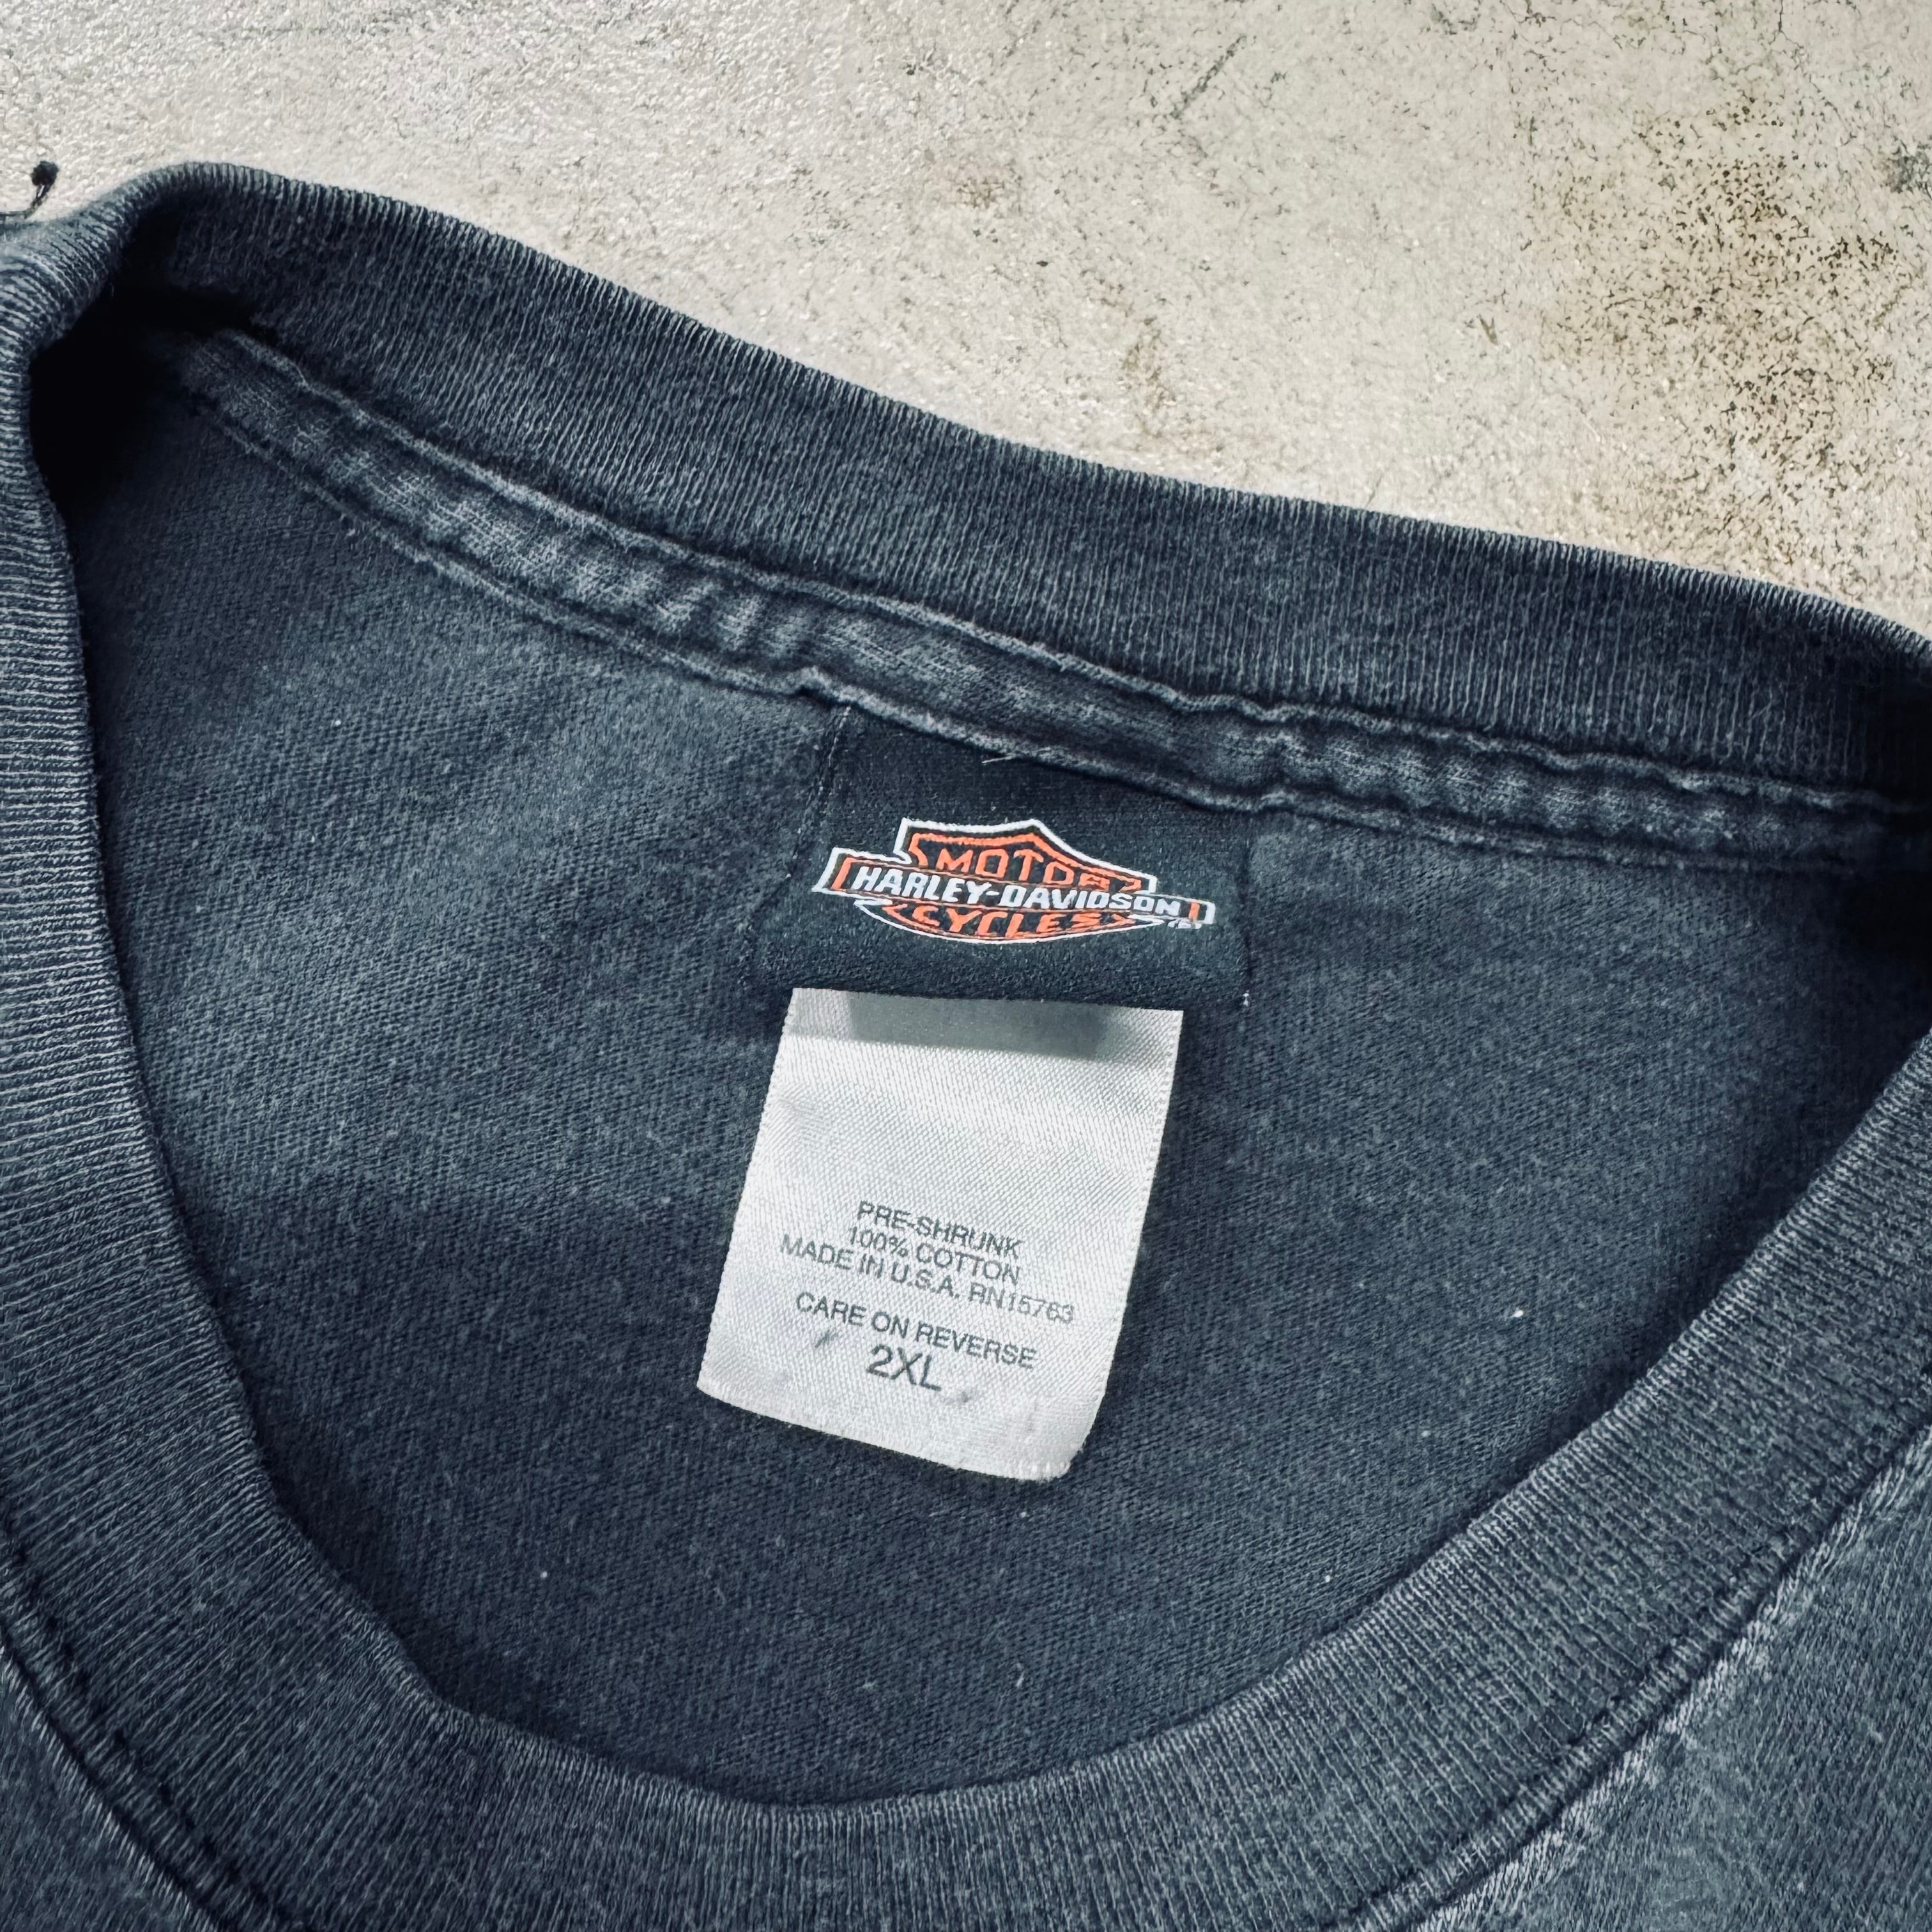 MOTOR
HARLEY-DAVIDSON
CYCLES
PRE-SHRUNK
100% COTTON
MADE IN U.S.A. RN15763
CARE ON REVERSE
2XL